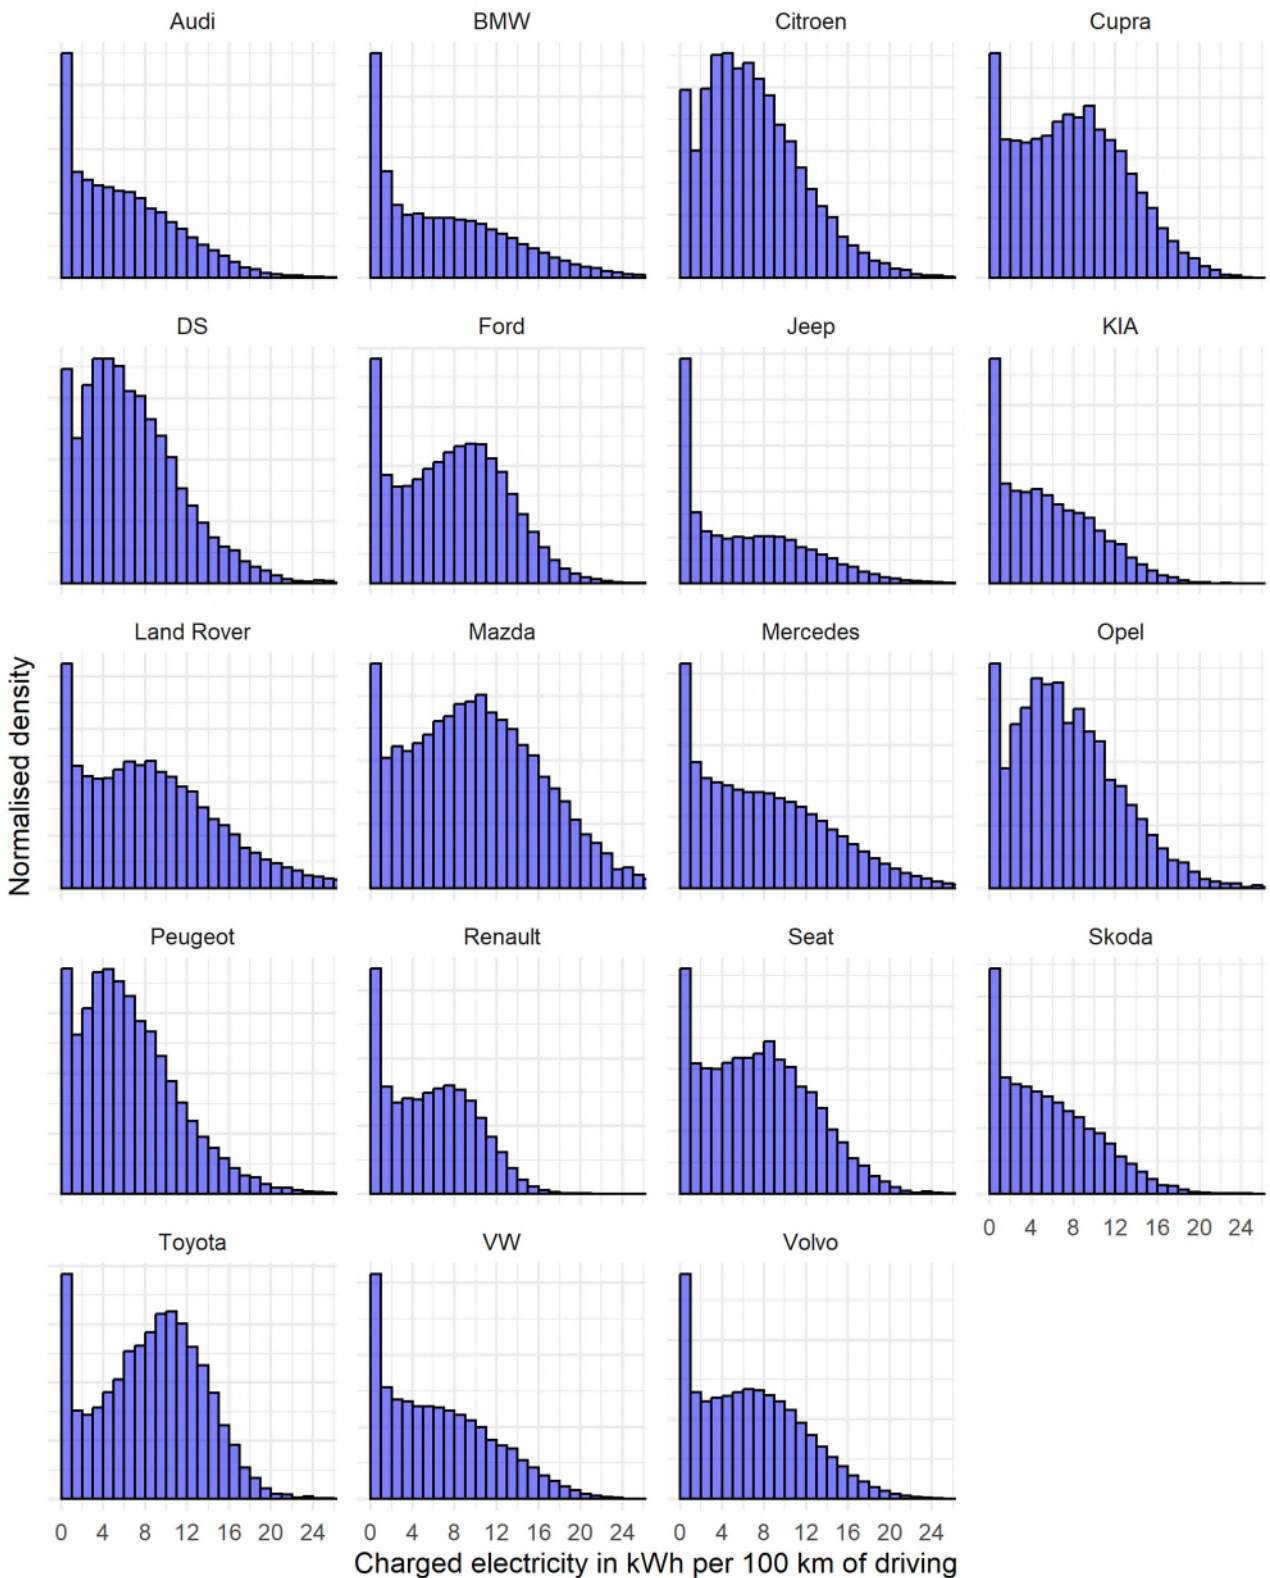 Audi BMW Citroen Cupra
DS Ford Jeep KIA
Land Rover Mazda Mercedes Opel
Normalised density
Peugeot Renault Seat Skoda
0 4 8 12 16 20 24
Toyota VW Volvo
0 4 8 12 16 20 24 0 4 8 12 16 20 24 0 4 8 12 16 20 24
Charged electricity in kWh per 100 km of driving